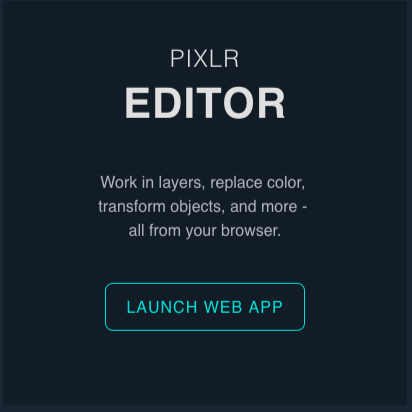 PIXLR
EDITOR
Work in layers, replace color,
transform objects, and more -
all from your browser.
LAUNCH WEB APP